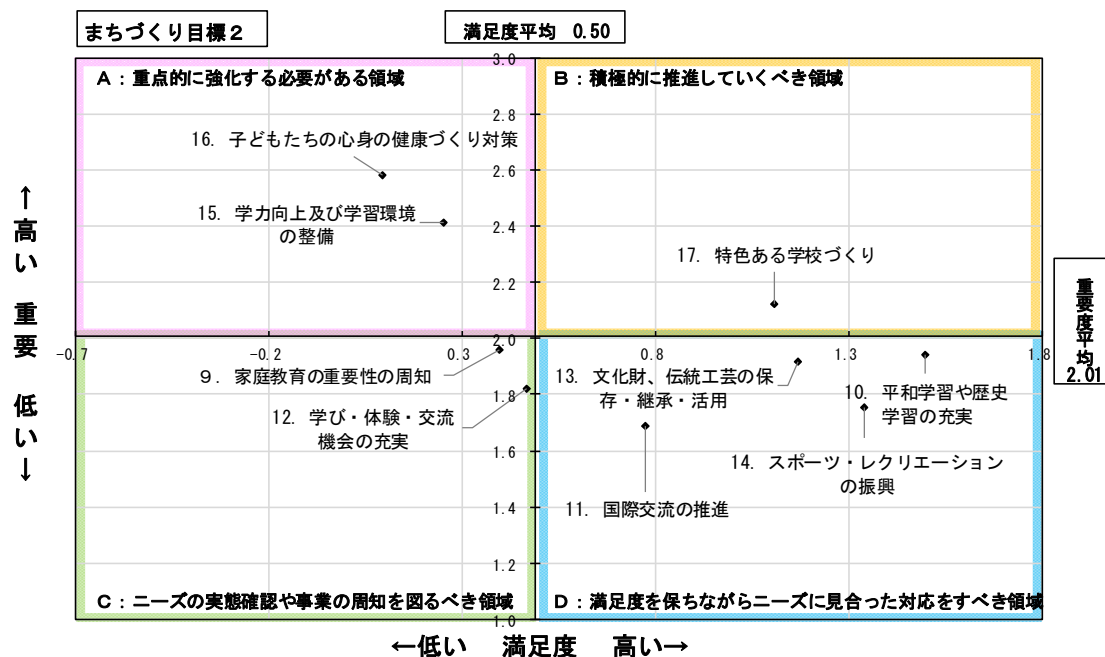 まちづくり目標２
満足度平均 0.50
A：重点的に強化する必要がある領域
B：積極的に推進していくべき領域
3.0
2.8
2.6
2.4
2.2
2.0
1.8
1.6
1.4
1.2
1.0
16. 子どもたちの心身の健康づくり対策
15. 学力向上及び学習環境
の整備
17. 特色ある学校づくり
-0.7
-0.2
0.3
0.8
1.3
1.8
９. 家庭教育の重要性の周知
12. 学び・体験・交流
機会の充実
13. 文化財、伝統工芸の保
存・継承・活用
10. 平和学習や歴史
学習の充実
14. スポーツ・レクリエーション
の振興
11. 国際交流の推進
C：ニーズの実態確認や事業の周知を図るべき領域
D：満足度を保ちながらニーズに見合った対応をすべき領域
←低い 満足度 高い→
↑高い 重要 低い↓
重要度平均
2.01